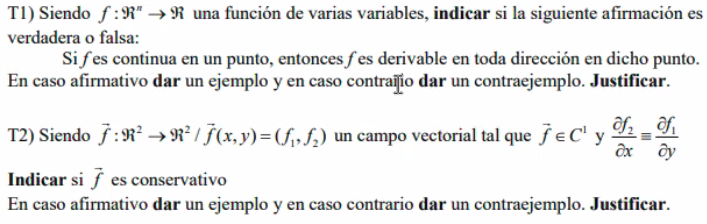 T1) Siendo f : ℜⁿ → ℜ una función de varias variables, indicar si la siguiente afirmación es
verdadera o falsa:
Si f es continua en un punto, entonces f es derivable en toda dirección en dicho punto.
En caso afirmativo dar un ejemplo y en caso contrario dar un contraejemplo. Justificar.
T2) Siendo f⃗ : ℜ² → ℜ² / f⃗(x, y) = (f₁, f₂) un campo vectorial tal que f⃗ ∈ C¹ y ∂f₂/∂x ≡ ∂f₁/∂y
Indicar si f⃗ es conservativo
En caso afirmativo dar un ejemplo y en caso contrario dar un contraejemplo. Justificar.